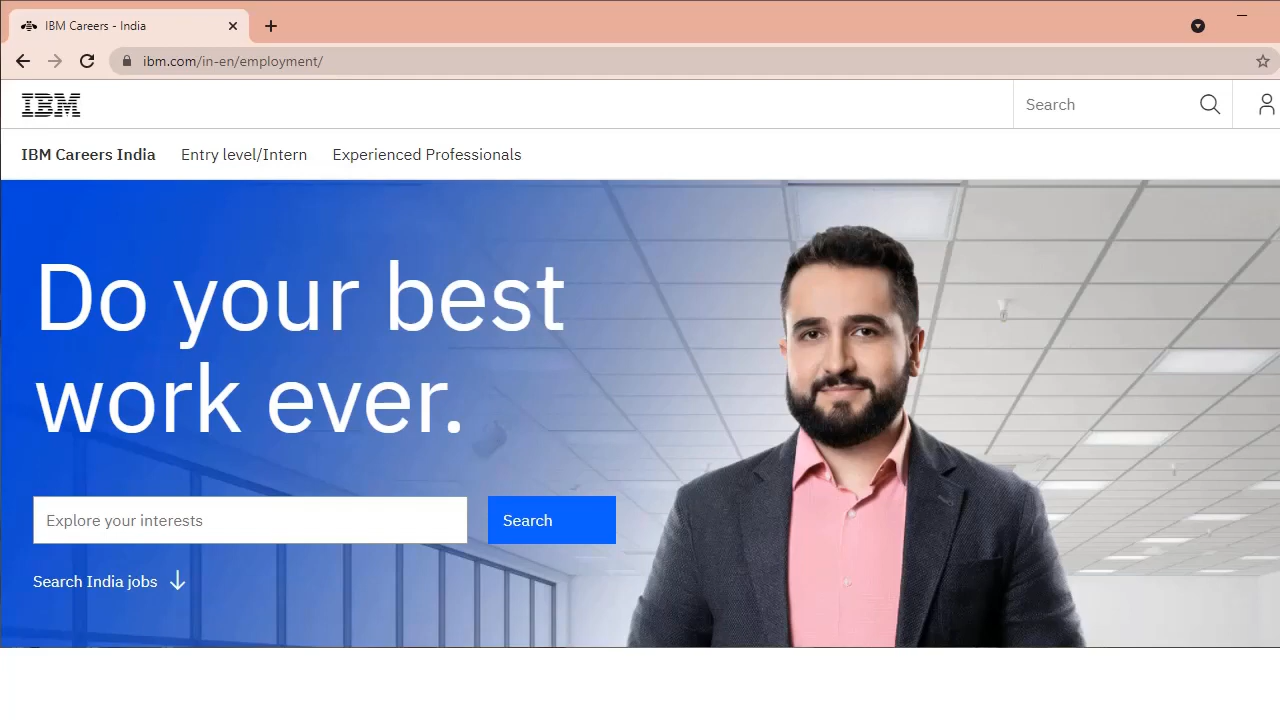 IBM Careers - India
ibm.com/in-en/employment/
IBM
Search
IBM Careers India Entry level/Intern Experienced Professionals
Do your best
work ever.
Explore your interests
Search
Search India jobs